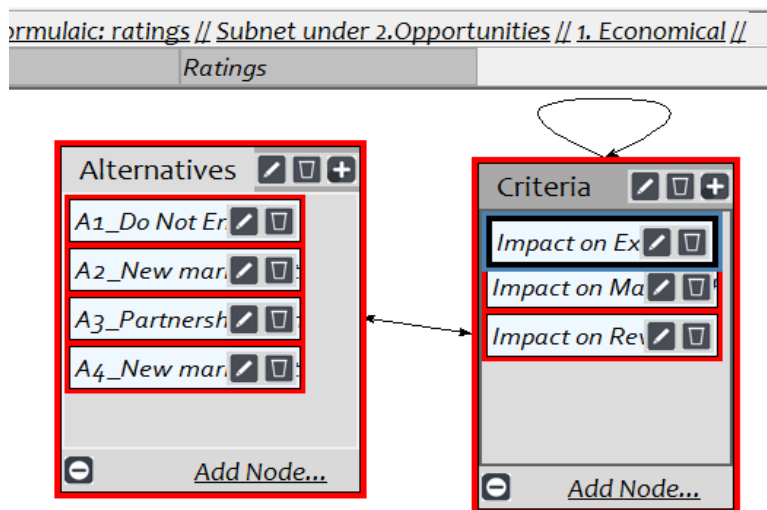 ormulaic: ratings // Subnet under 2.Opportunities // 1. Economical //
Ratings
Alternatives
A1_Do Not Er
A2_New mar
A3_Partnersh
A4_New mar
Add Node...
Criteria
Impact on Ex
Impact on Ma
Impact on Rev
Add Node...